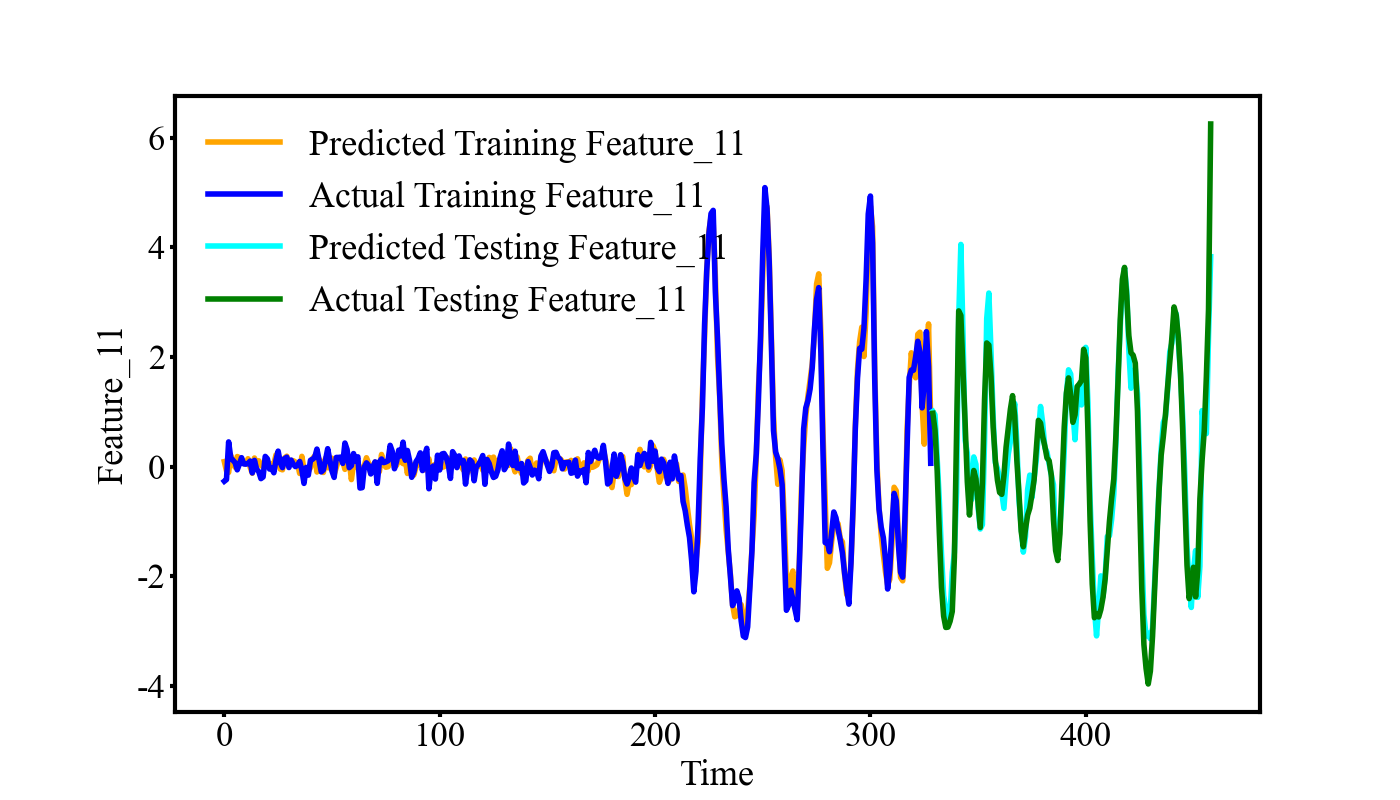 Predicted Training Feature_11
Actual Training Feature_11
Predicted Testing Feature_11
Actual Testing Feature_11
6
4
2
0
-2
-4
Feature_11
0 100 200 300 400
Time